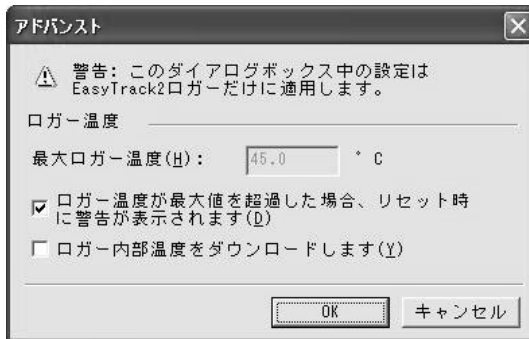 アドバンスト
警告: このダイアログボックス中の設定は
EasyTrack2ロガーだけに適用します。
ロガー温度
最大ロガー温度(H): 45.0 °C
ロガー温度が最大値を超過した場合、リセット時
に警告が表示されます(D)
ロガー内部温度をダウンロードします(Y)
OK キャンセル